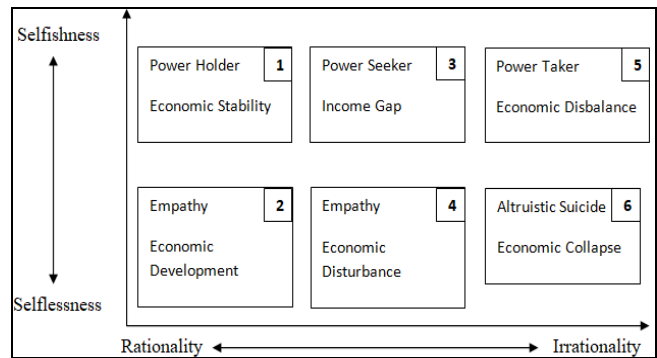 Selfishness
Power Holder 1
Economic Stability
Power Seeker 3
Income Gap
Power Taker 5
Economic Disbalance
Empathy 2
Economic
Development
Empathy 4
Economic
Disturbance
Altruistic Suicide 6
Economic Collapse
Selflessness
Rationality
Irrationality